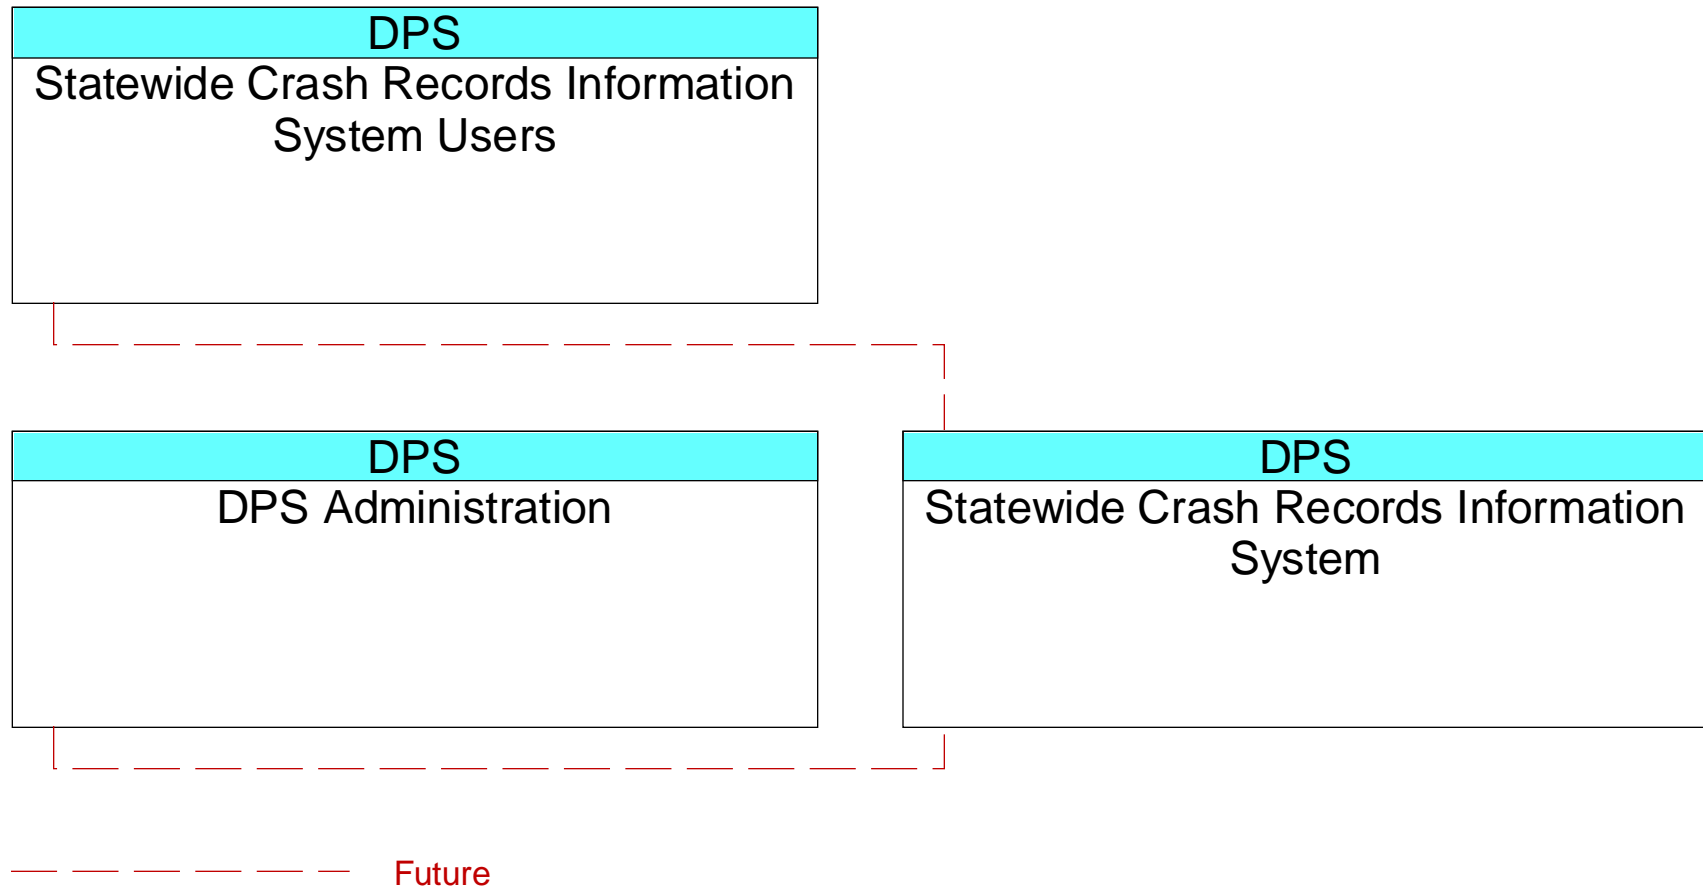 DPS
Statewide Crash Records Information
System Users
DPS
DPS Administration
DPS
Statewide Crash Records Information
System
Future